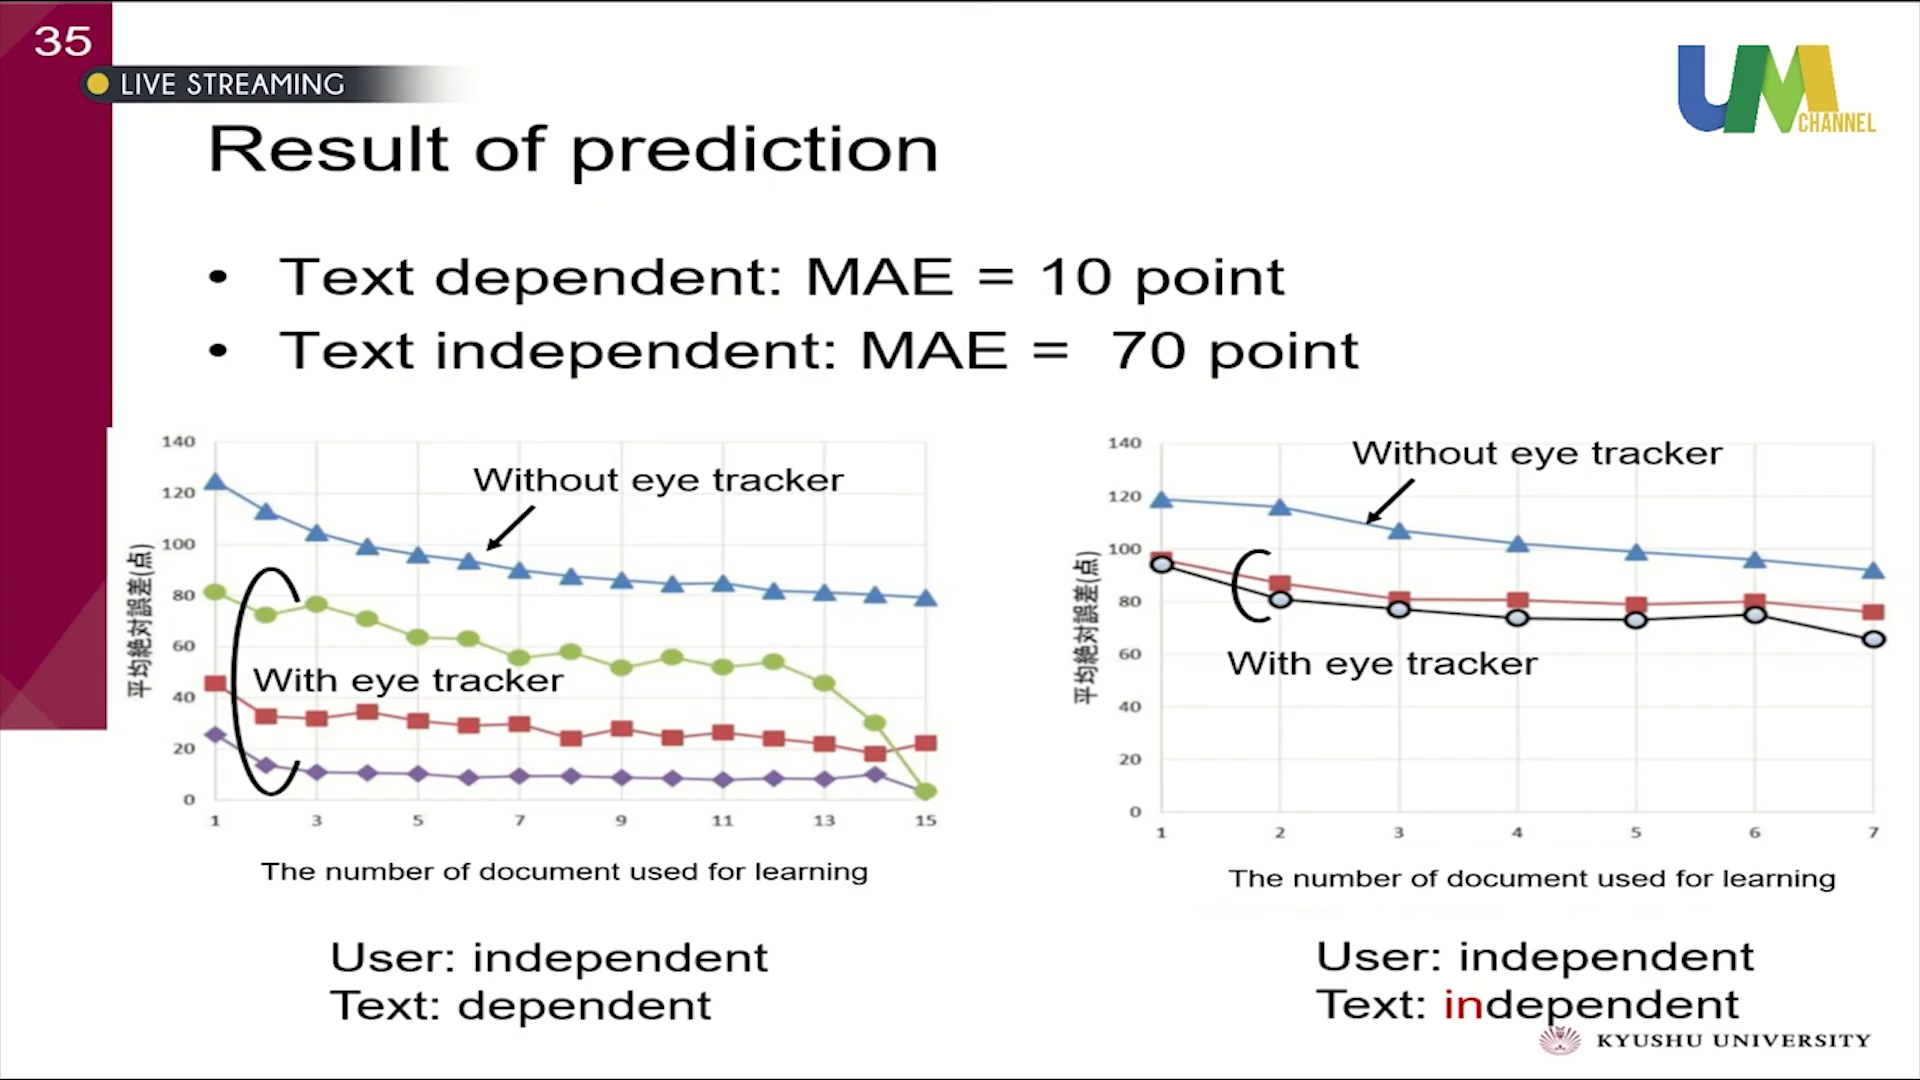 35
LIVE STREAMING
UM
CHANNEL
Result of prediction
• Text dependent: MAE = 10 point
• Text independent: MAE = 70 point
140
120
100
80
60
40
20
0
平均絶対誤差(点)
Without eye tracker
With eye tracker
1 3 5 7 9 11 13 15
The number of document used for learning
User: independent
Text: dependent
140
120
100
80
60
40
20
0
平均絶対誤差(点)
Without eye tracker
With eye tracker
1 2 3 4 5 6 7
The number of document used for learning
User: independent
Text: independent
KYUSHU UNIVERSITY